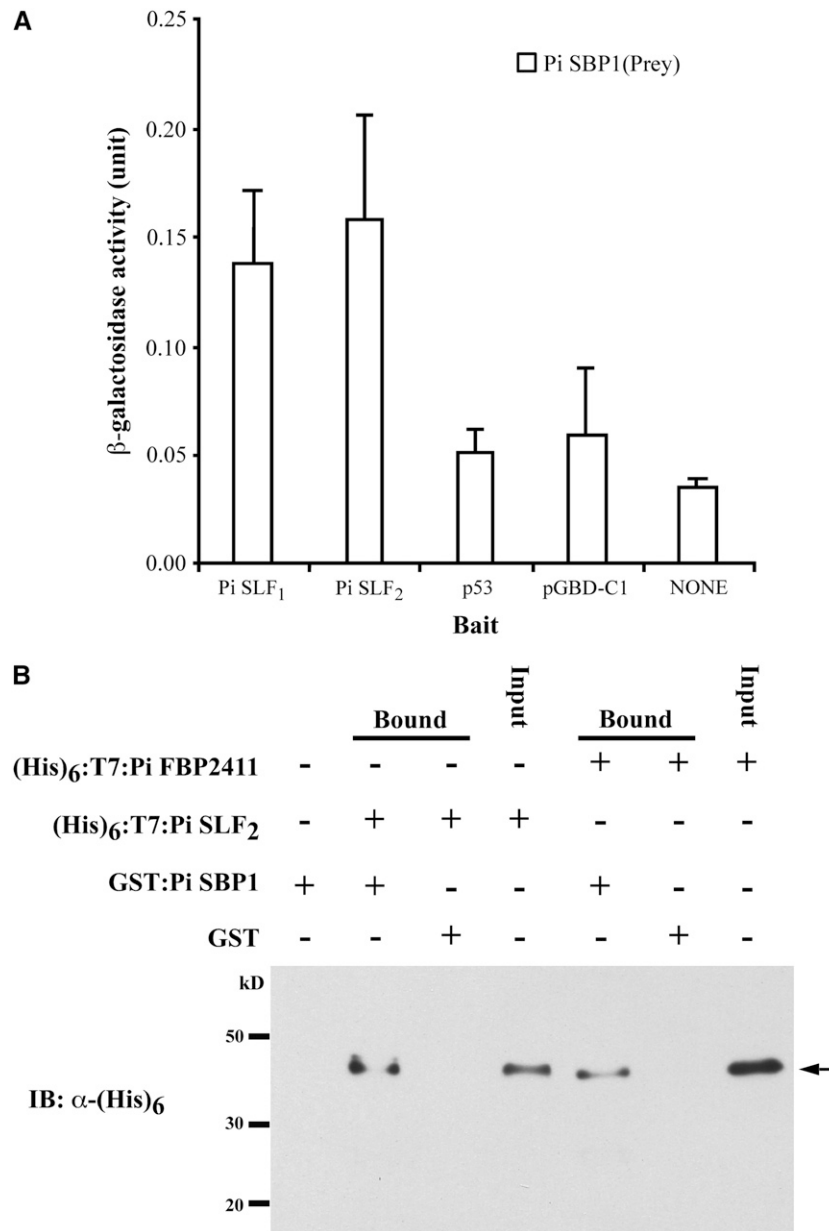 A
0.25
0.20
0.15
0.10
0.05
0.00
β-galactosidase activity (unit)
Pi SBP1(Prey)
Pi SLF₁ Pi SLF₂ p53 pGBD-C1 NONE
Bait
B
Bound Input Bound Input
(His)₆:T7:Pi FBP2411 - - - - + + +
(His)₆:T7:Pi SLF₂ - + + + - - -
GST:Pi SBP1 + + - - + - -
GST - - + - - + -
kD
50
30
20
IB: α-(His)₆